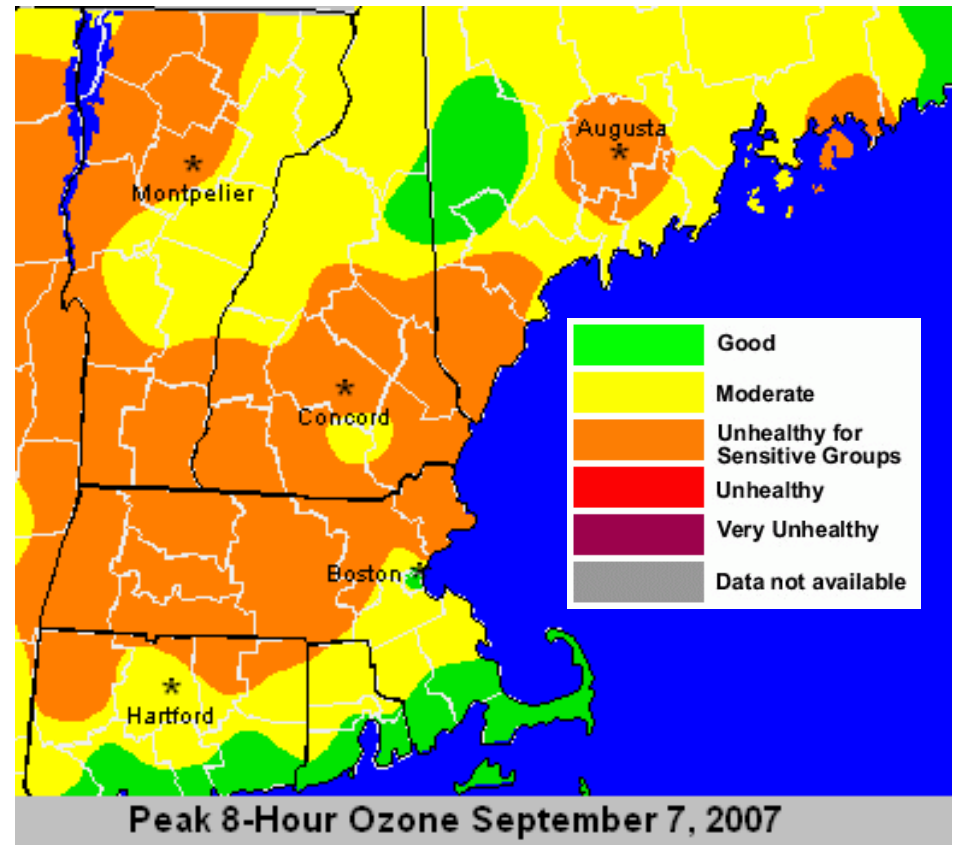 Augusta
Montpelier
Good
Moderate
Concord
Unhealthy for
Sensitive Groups
Unhealthy
Very Unhealthy
Boston
Data not available
Hartford
Peak 8-Hour Ozone September 7, 2007